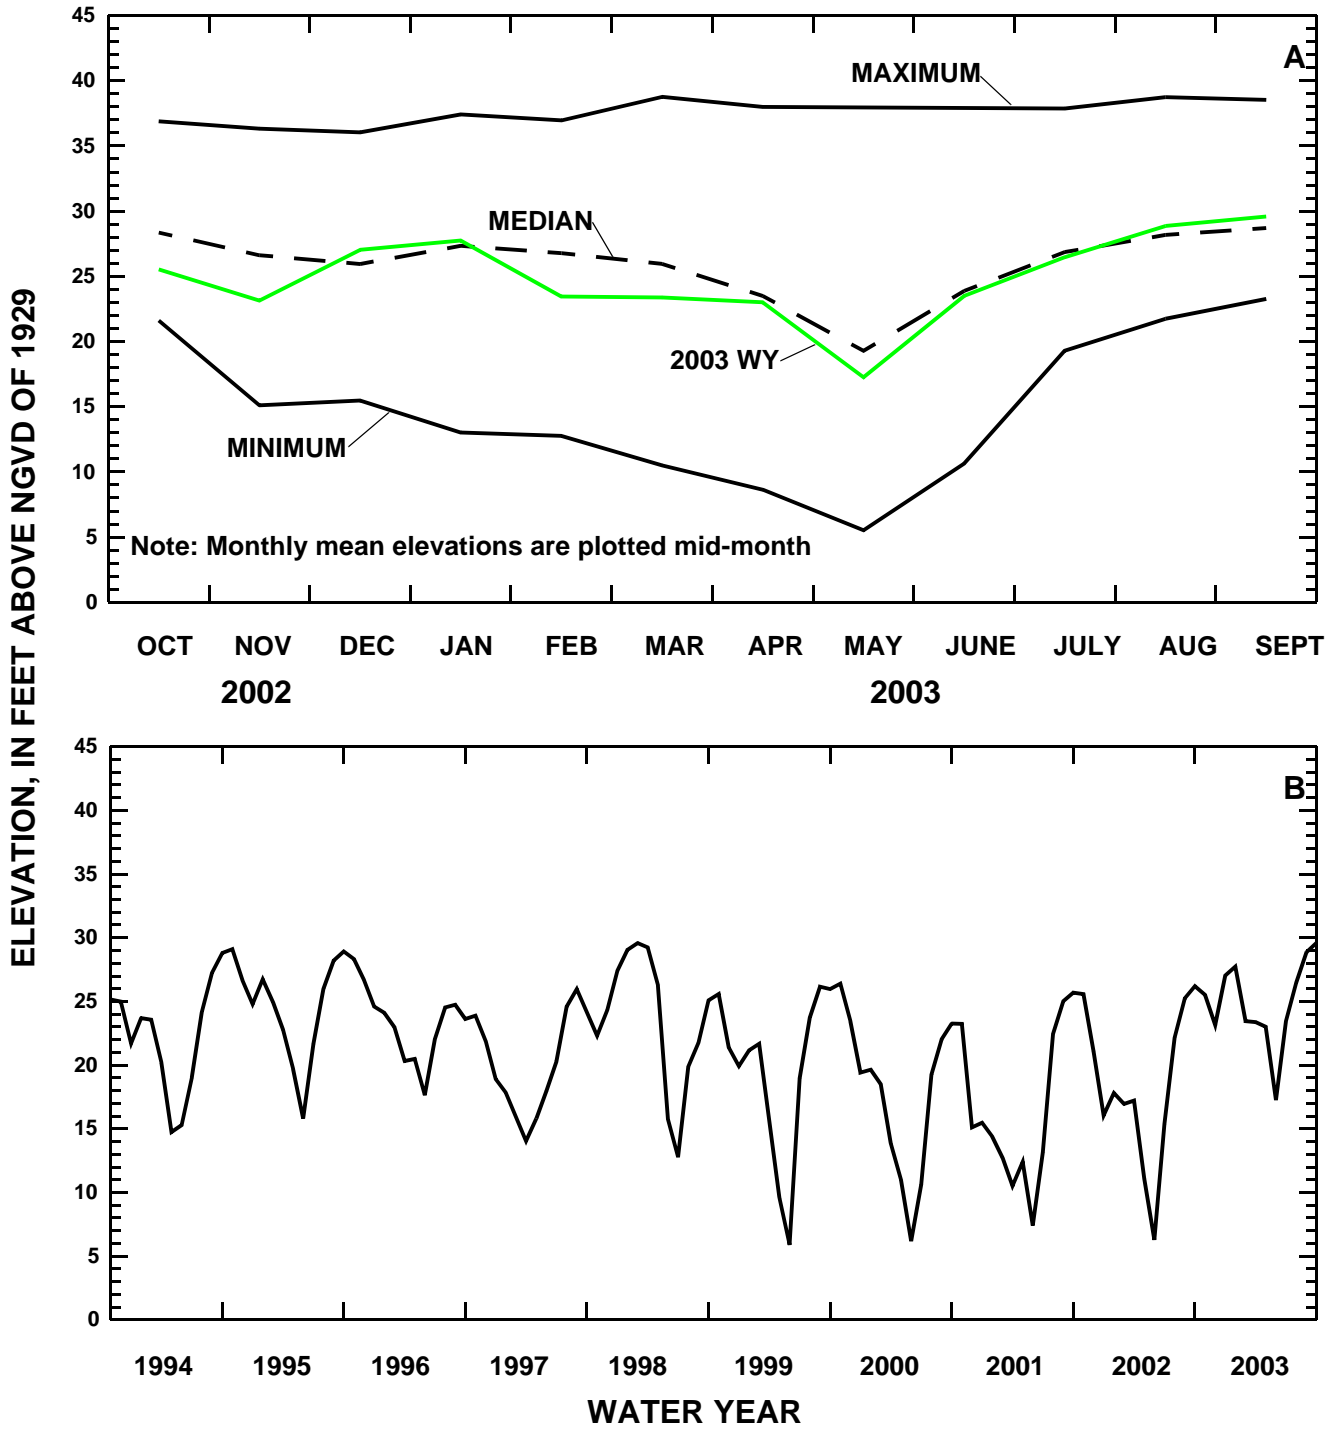 ELEVATION, IN FEET ABOVE NGVD OF 1929
45
40
35
30
25
20
15
10
5
0
A
MAXIMUM
MEDIAN
2003 WY
MINIMUM
Note: Monthly mean elevations are plotted mid-month
OCT NOV DEC JAN FEB MAR APR MAY JUNE JULY AUG SEPT
2002 2003
45
40
35
30
25
20
15
10
5
0
B
1994 1995 1996 1997 1998 1999 2000 2001 2002 2003
WATER YEAR